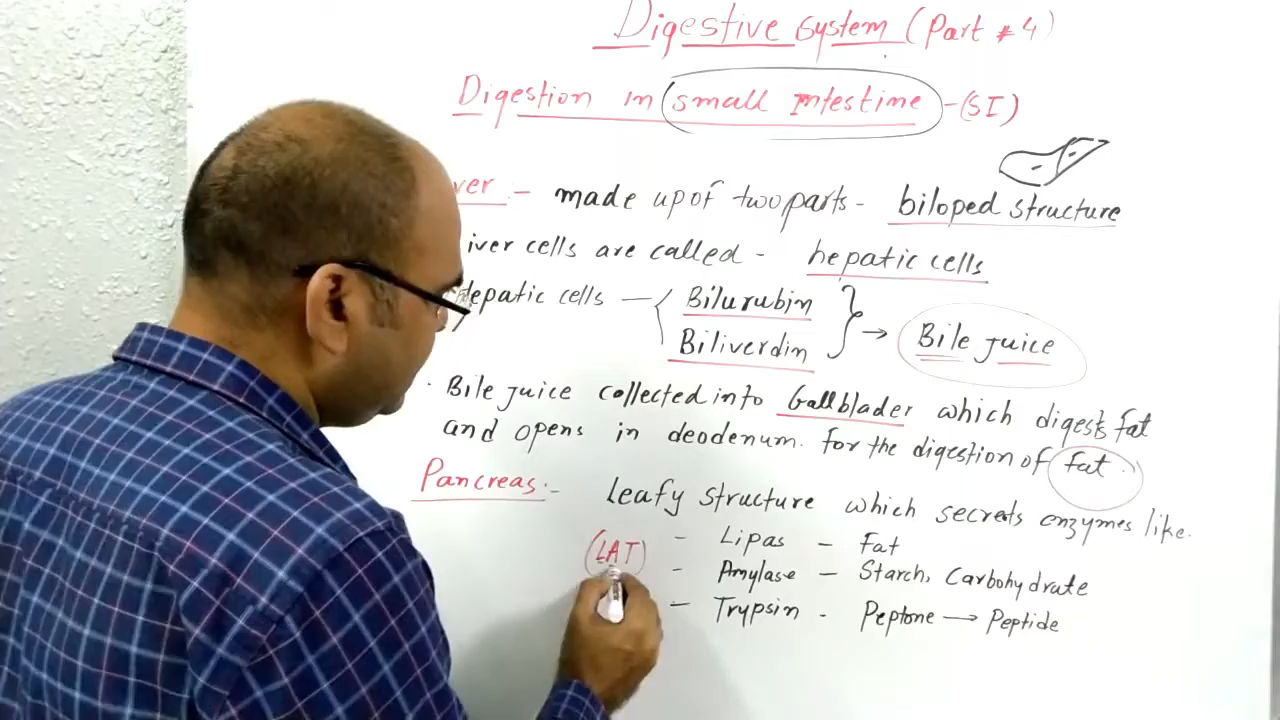 Digestive System (Part # 4)
Digestion in small Intestine - (SI)
ver :- made up of two parts - biloped structure
iver cells are called - hepatic cells
Hepatic cells — Bilurubin
Biliverdin → Bile juice
. Bile juice collected into Gallblader which digests fat
and opens in deodenum. for the digestion of fat.
Pancreas :- Leafy structure which secrets enzymes like.
(LAT) - Lipas - Fat
- Amylase - Starch, Carbohydrate
- Trypsin - Peptone → Peptide